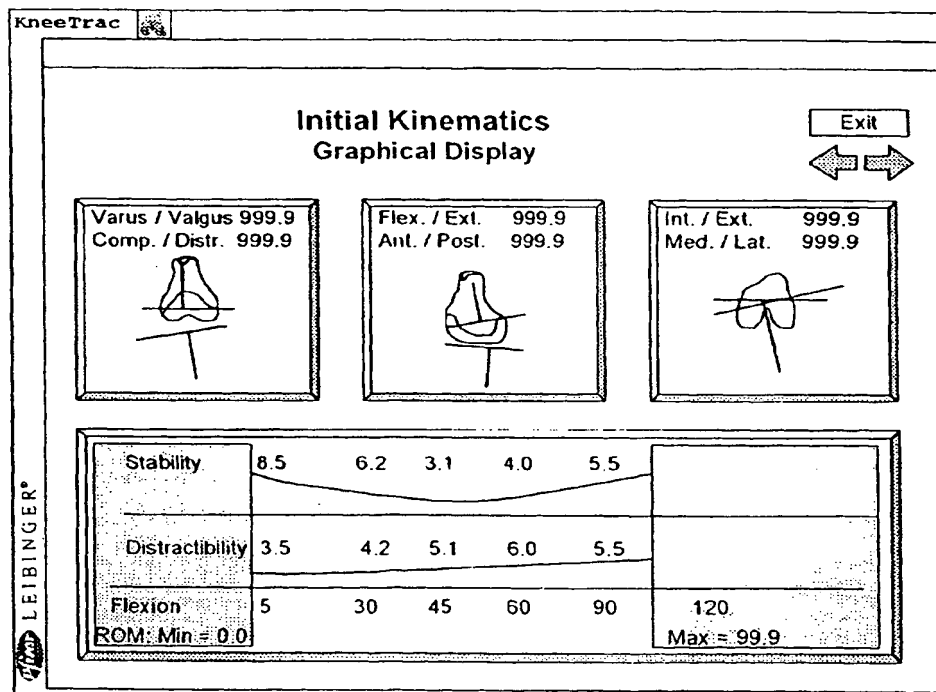 KneeTrac
Initial Kinematics
Graphical Display
Exit
Varus / Valgus 999.9
Comp. / Distr. 999.9
Flex. / Ext. 999.9
Ant. / Post. 999.9
Int. / Ext. 999.9
Med. / Lat. 999.9
Stability 8.5 6.2 3.1 4.0 5.5
Distractibility 3.5 4.2 5.1 6.0 5.5
Flexion 5 30 45 60 90 120
ROM: Min = 0.0 Max = 99.9
LEIBINGER®